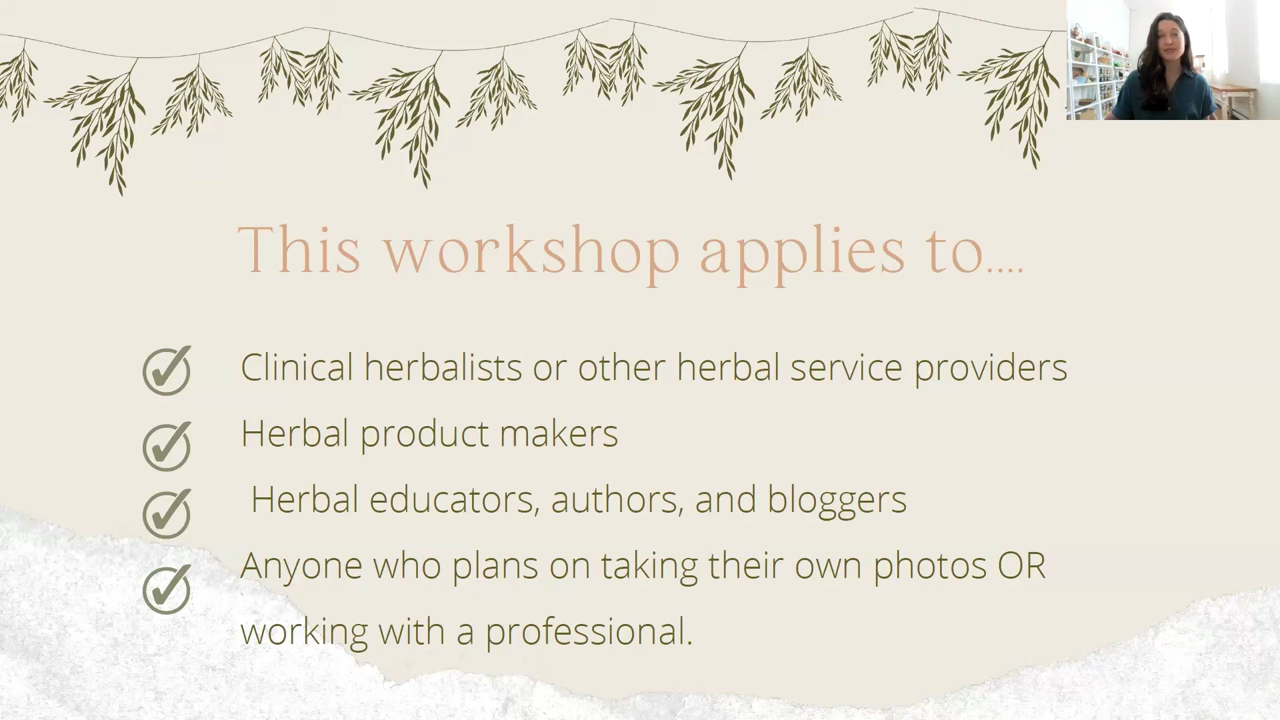 This workshop applies to....
Clinical herbalists or other herbal service providers
Herbal product makers
Herbal educators, authors, and bloggers
Anyone who plans on taking their own photos OR
working with a professional.